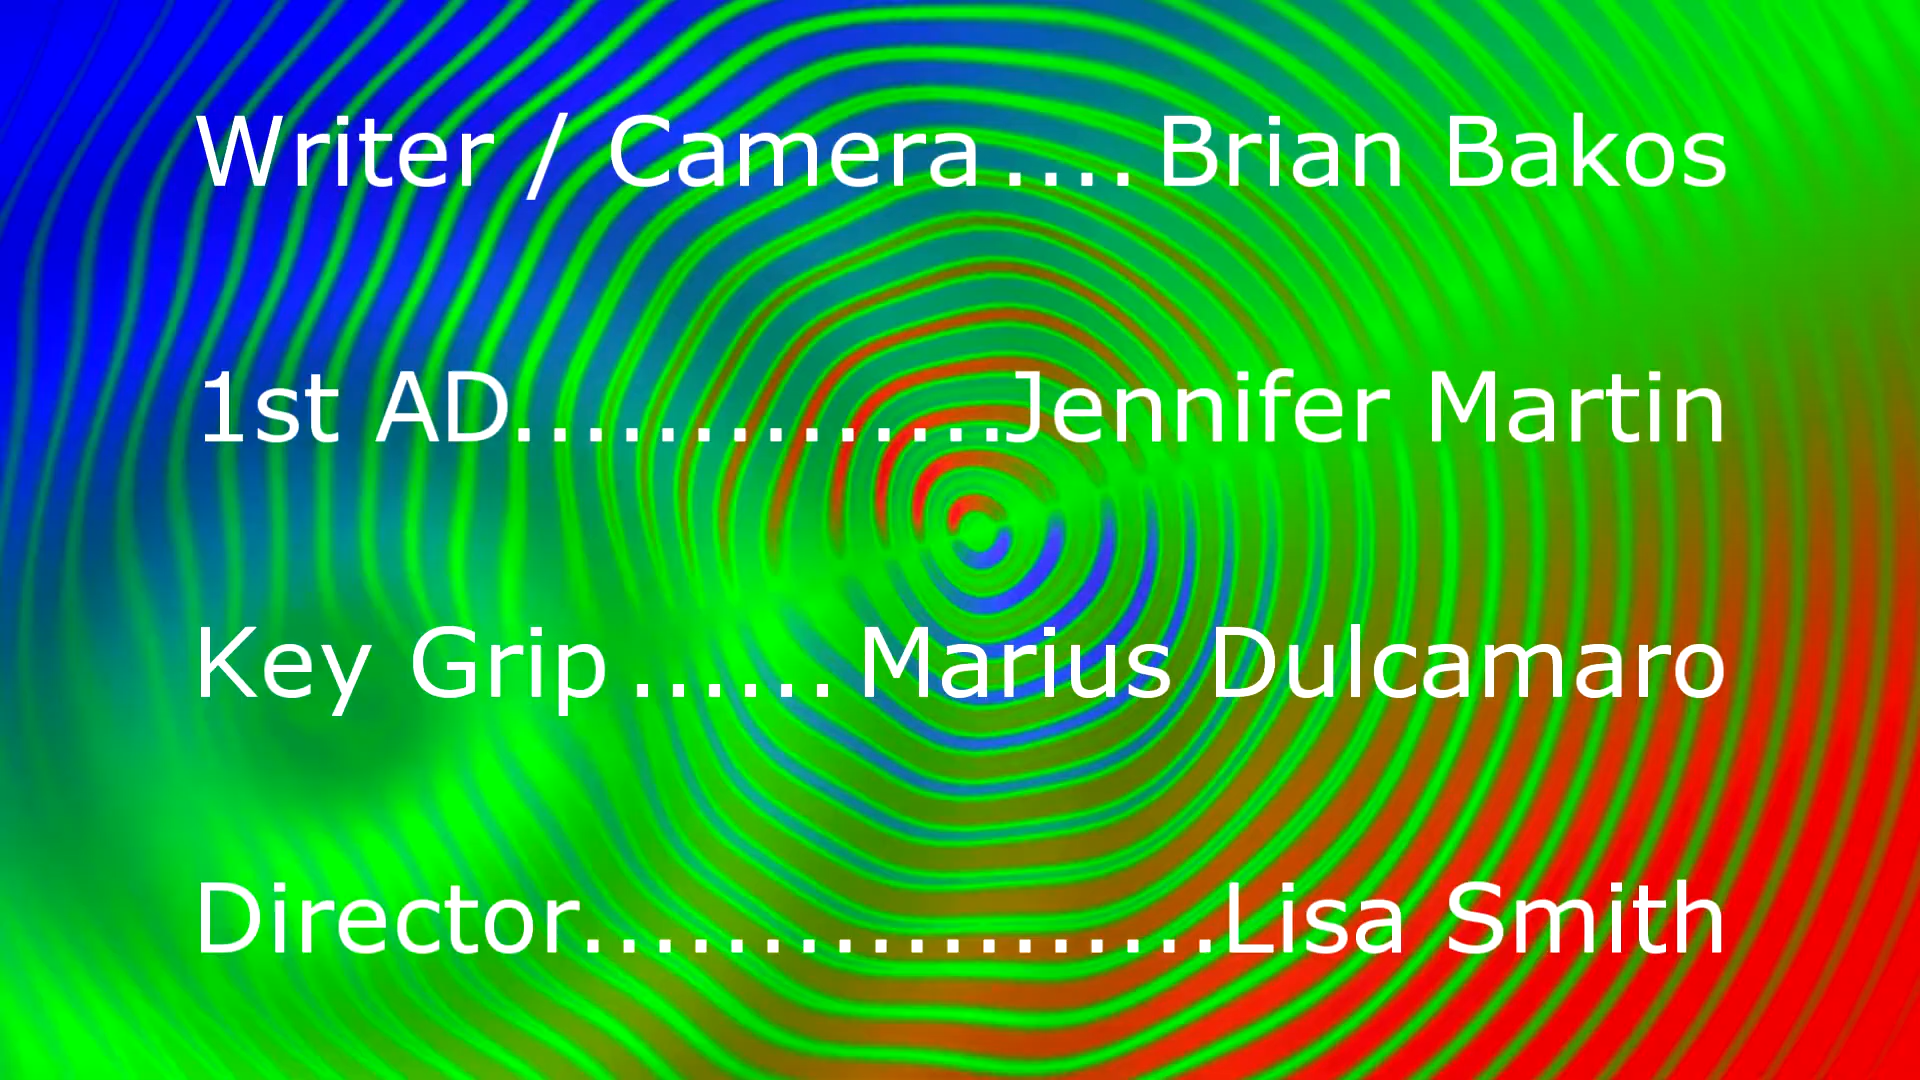 Writer / Camera....Brian Bakos
1st AD..............Jennifer Martin
Key Grip......Marius Dulcamaro
Director..................Lisa Smith